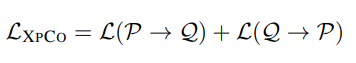 ℒ_XPCO = ℒ(𝒫 → 𝒬) + ℒ(𝒬 → 𝒫)